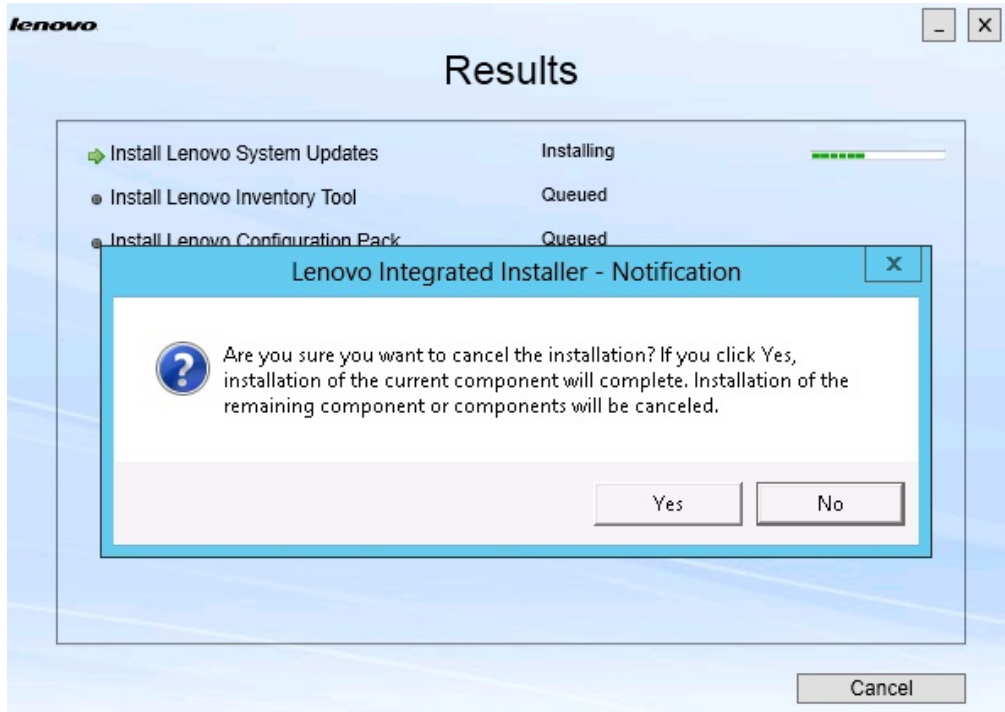 lenovo
Results
Install Lenovo System Updates Installing
Install Lenovo Inventory Tool Queued
Install Lenovo Configuration Pack Queued
Lenovo Integrated Installer - Notification
Are you sure you want to cancel the installation? If you click Yes,
installation of the current component will complete. Installation of the
remaining component or components will be canceled.
Yes No
Cancel